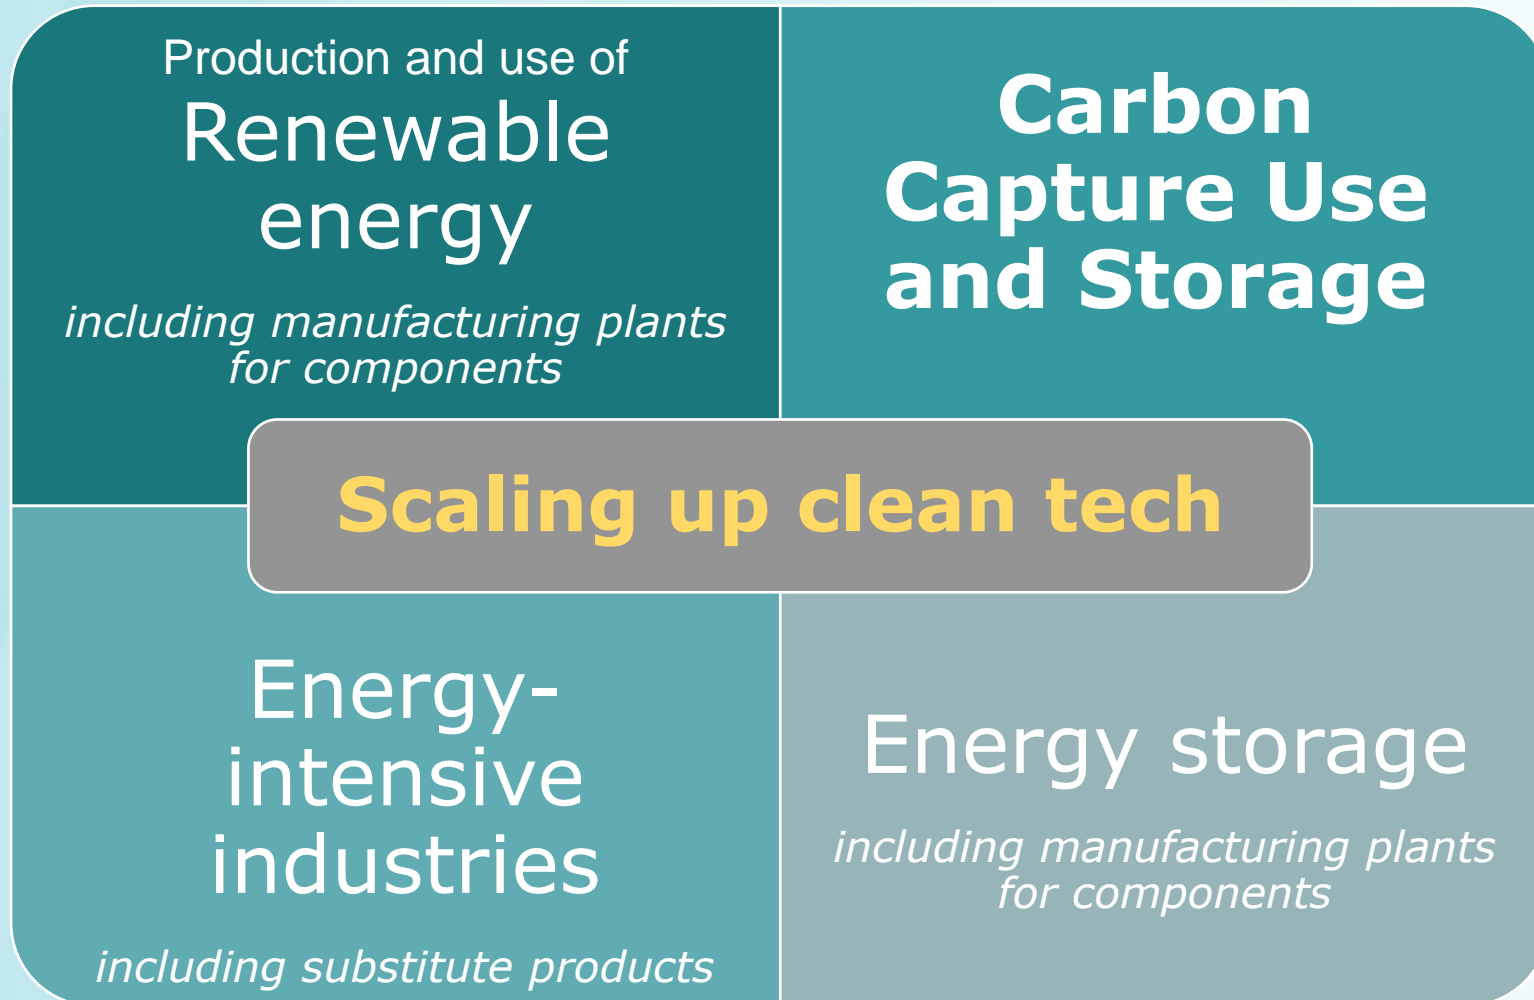 Production and use of
Renewable
energy
including manufacturing plants
for components
Carbon
Capture Use
and Storage
Scaling up clean tech
Energy-
intensive
industries
including substitute products
Energy storage
including manufacturing plants
for components